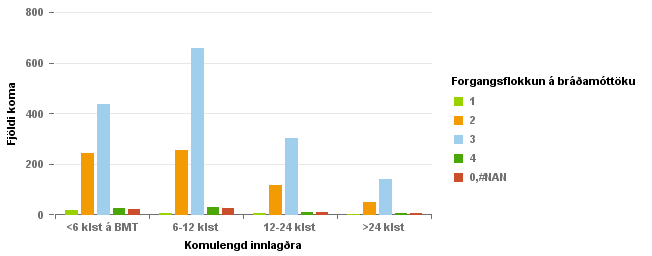 800
600
400
200
0
Fjöldi koma
<6 klst á BMT
6-12 klst
12-24 klst
>24 klst
Komulengd innlagðra
Forgangsflokkun á bráðamóttöku
1
2
3
4
0,#NAN